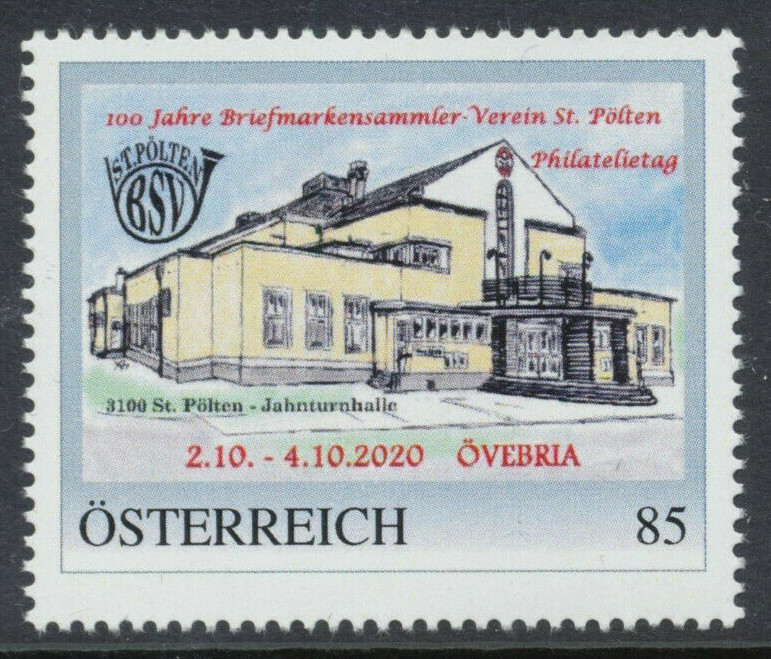 100 Jahre Briefmarkensammler-Verein St. Pölten
Philatelietag
ST. PÖLTEN
BSV
3100 St. Pölten - Jahnturnhalle
2.10. - 4.10.2020 ÖVEBRIA
ÖSTERREICH 85